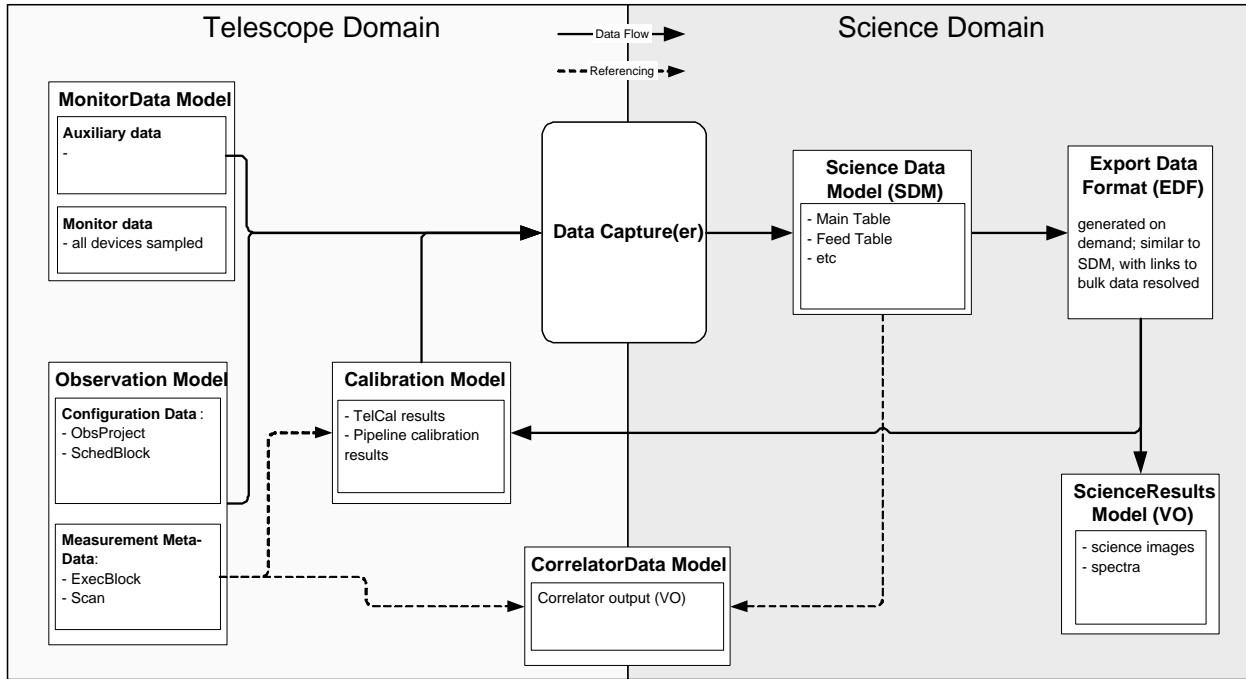 Telescope Domain
Science Domain
Data Flow
Referencing
MonitorData Model
Auxiliary data
-
Monitor data
- all devices sampled
Data Capture(er)
Science Data
Model (SDM)
- Main Table
- Feed Table
- etc
Export Data
Format (EDF)
generated on
demand; similar to
SDM, with links to
bulk data resolved
Observation Model
Configuration Data :
- ObsProject
- SchedBlock
Measurement Meta-
Data:
- ExecBlock
- Scan
Calibration Model
- TelCal results
- Pipeline calibration
results
CorrelatorData Model
Correlator output (VO)
ScienceResults
Model (VO)
- science images
- spectra